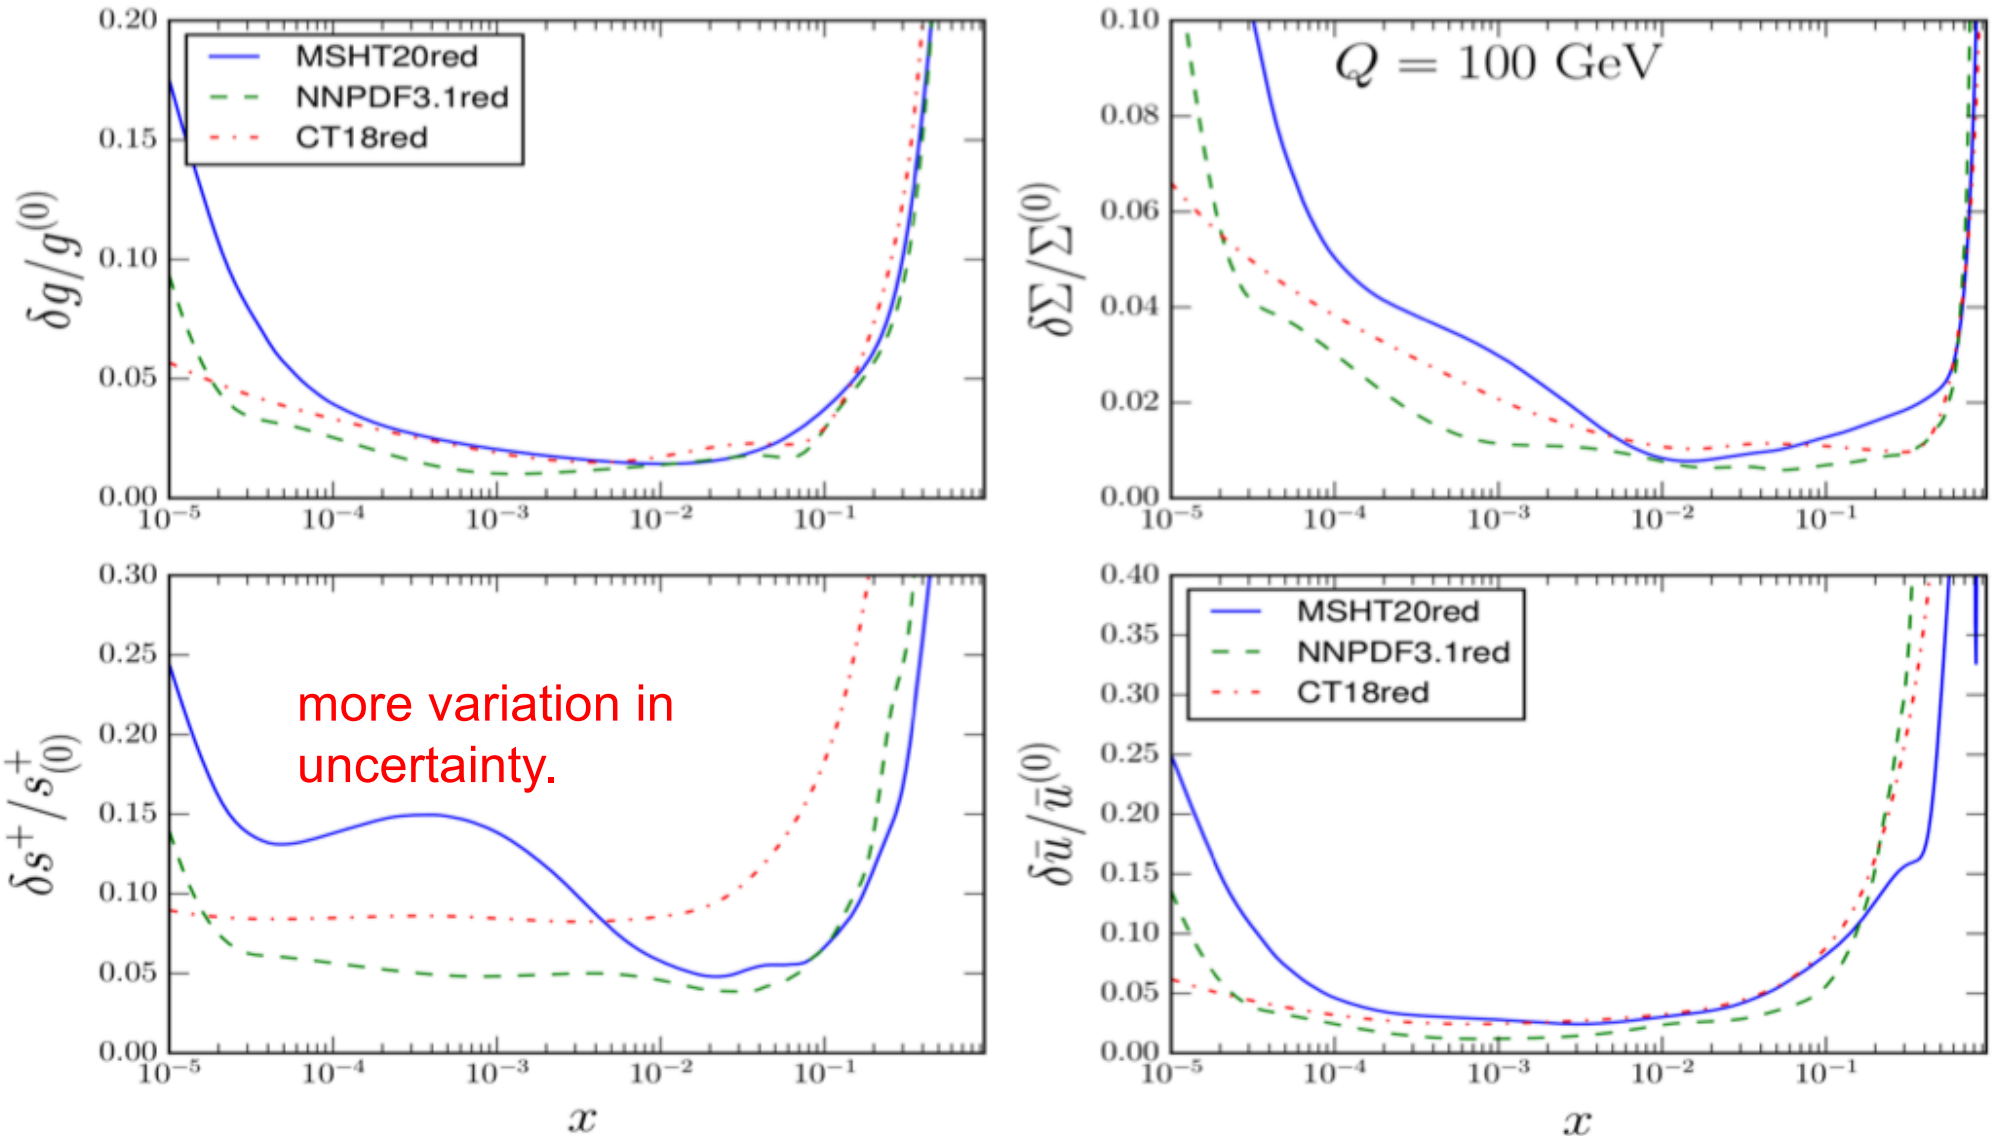 0.20
0.15
0.10
0.05
0.00
MSHT20red
NNPDF3.1red
CT18red
δg/g^(0)
10^−5 10^−4 10^−3 10^−2 10^−1
0.10
0.08
0.06
0.04
0.02
0.00
Q = 100 GeV
δΣ/Σ^(0)
10^−5 10^−4 10^−3 10^−2 10^−1
0.30
0.25
0.20
0.15
0.10
0.05
0.00
more variation in
uncertainty.
δs^+/s^+_(0)
10^−5 10^−4 10^−3 10^−2 10^−1
x
0.40
0.35
0.30
0.25
0.20
0.15
0.10
0.05
0.00
MSHT20red
NNPDF3.1red
CT18red
δū/ū^(0)
10^−5 10^−4 10^−3 10^−2 10^−1
x